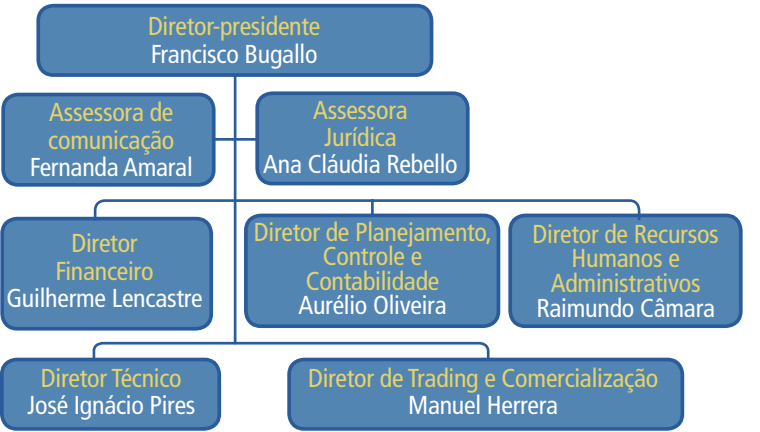 Diretor-presidente
Francisco Bugallo
Assessora de
comunicação
Fernanda Amaral
Assessora
Jurídica
Ana Cláudia Rebello
Diretor
Financeiro
Guilherme Lencastre
Diretor de Planejamento,
Controle e
Contabilidade
Aurélio Oliveira
Diretor de Recursos
Humanos e
Administrativos
Raimundo Câmara
Diretor Técnico
José Ignácio Pires
Diretor de Trading e Comercialização
Manuel Herrera